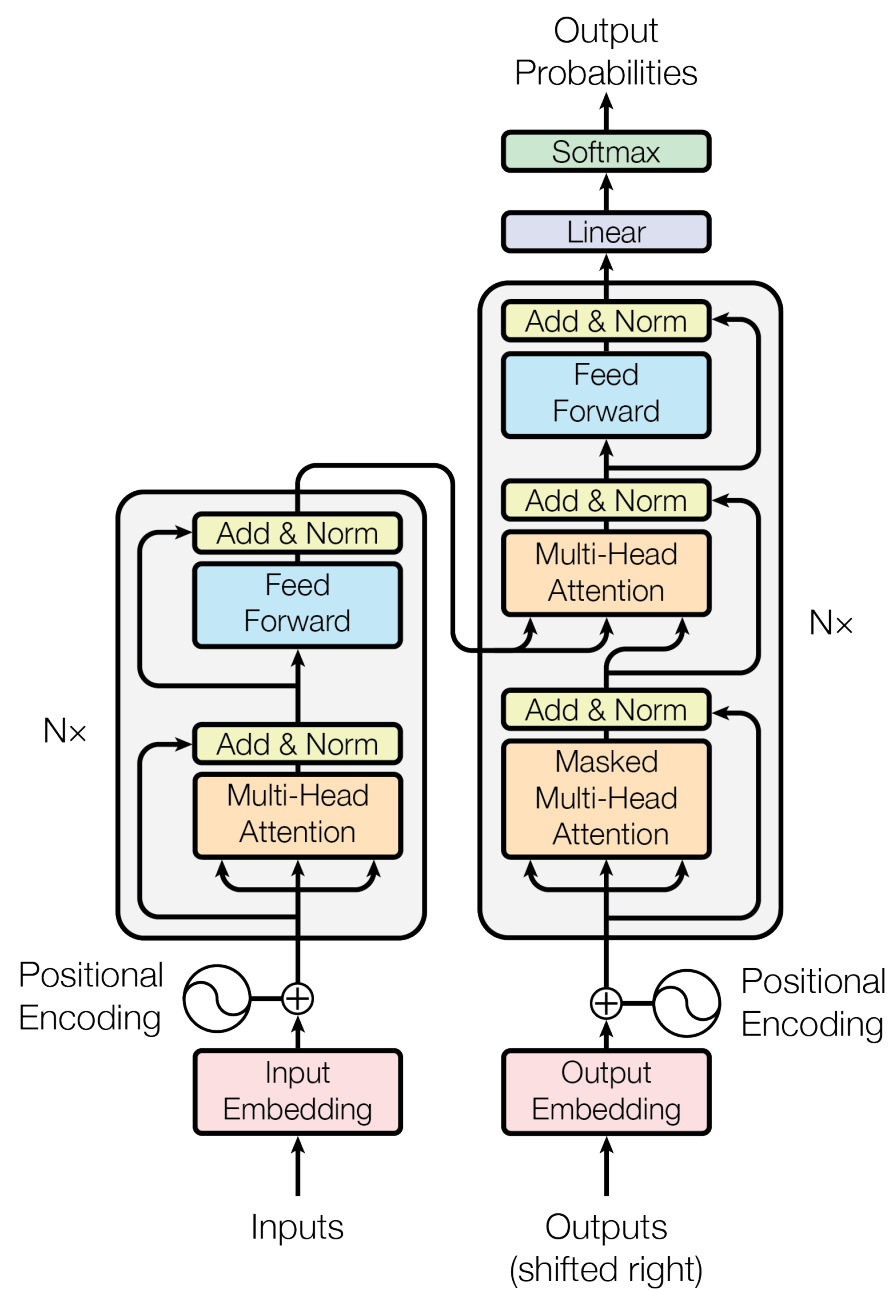 Output
Probabilities
Softmax
Linear
Add & Norm
Feed
Forward
Add & Norm
Multi-Head
Attention
N×
Add & Norm
Masked
Multi-Head
Attention
Positional
Encoding
Output
Embedding
Outputs
(shifted right)
Add & Norm
Feed
Forward
N×
Add & Norm
Multi-Head
Attention
Positional
Encoding
Input
Embedding
Inputs